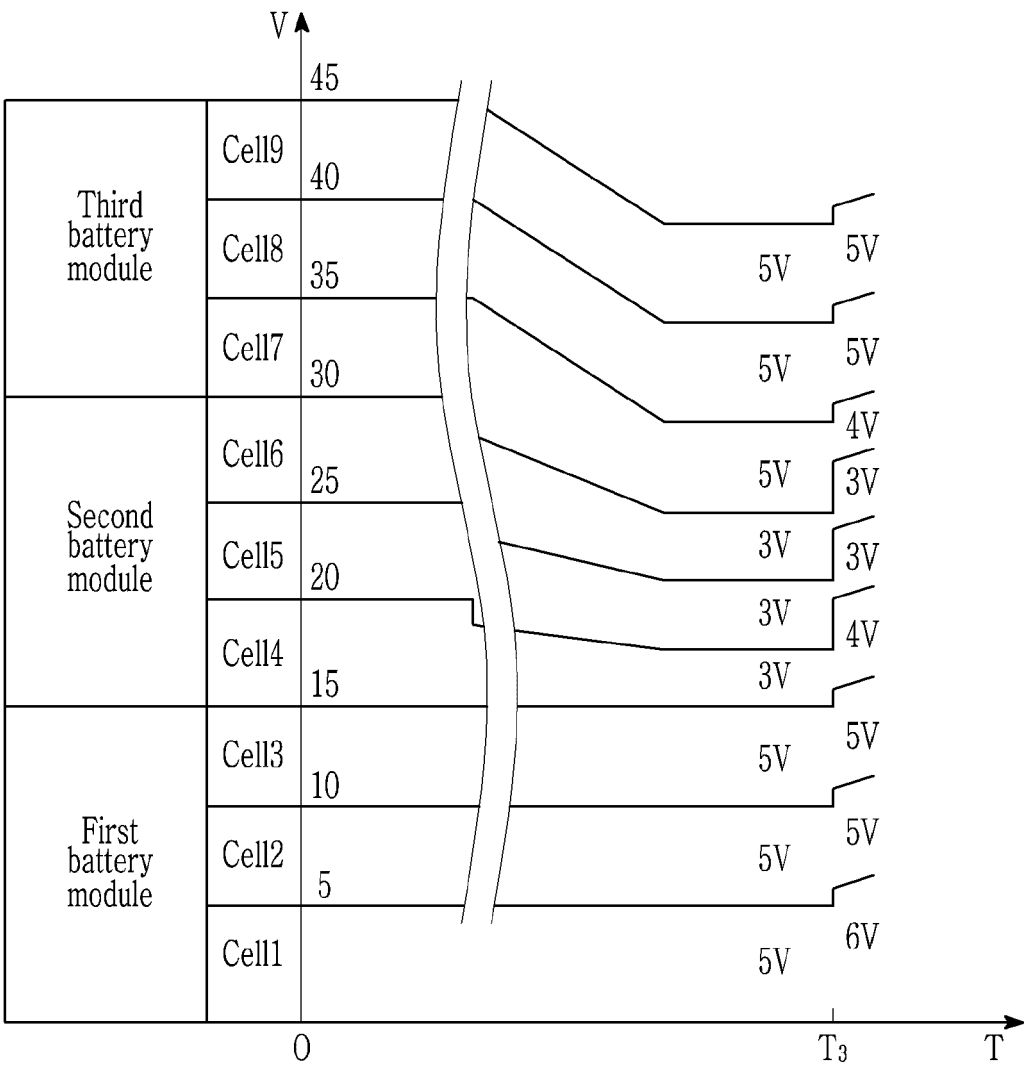 V
45
Cell9
40
Third
battery
module
Cell8
35
5V
5V
Cell7
30
5V
5V
4V
Cell6
25
5V
3V
Second
battery
module
Cell5
20
3V
3V
3V
Cell4
15
4V
3V
Cell3
10
5V
5V
First
battery
module
Cell2
5
5V
5V
Cell1
5V
6V
O
T3
T